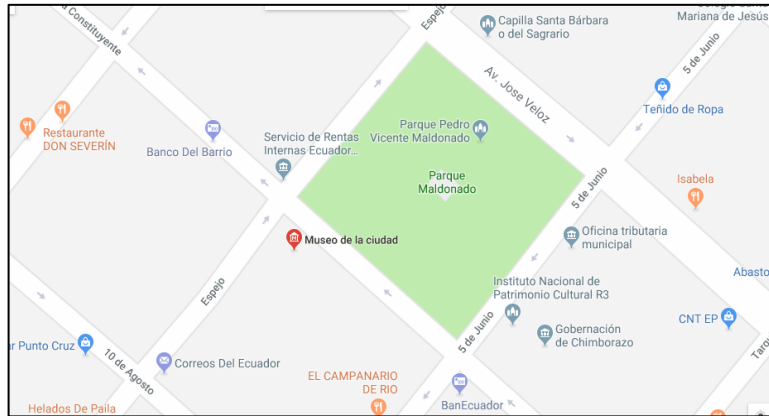 Constituyente
Espejo
Capilla Santa Bárbara
o del Sagrario
Mariana de Jesús
5 de Junio
Av. Jose Veloz
Teñido de Ropa
Restaurante
DON SEVERÍN
Banco Del Barrio
Servicio de Rentas
Internas Ecuador...
Parque Pedro
Vicente Maldonado
Parque
Maldonado
Isabela
5 de Junio
Museo de la ciudad
Oficina tributaria
municipal
Espejo
Instituto Nacional de
Patrimonio Cultural R3
Abasto
CNT EP
Gobernación
de Chimborazo
5 de Junio
Punto Cruz
10 de Agosto
Correos Del Ecuador
EL CAMPANARIO
DE RIO
BanEcuador
Helados De Paila